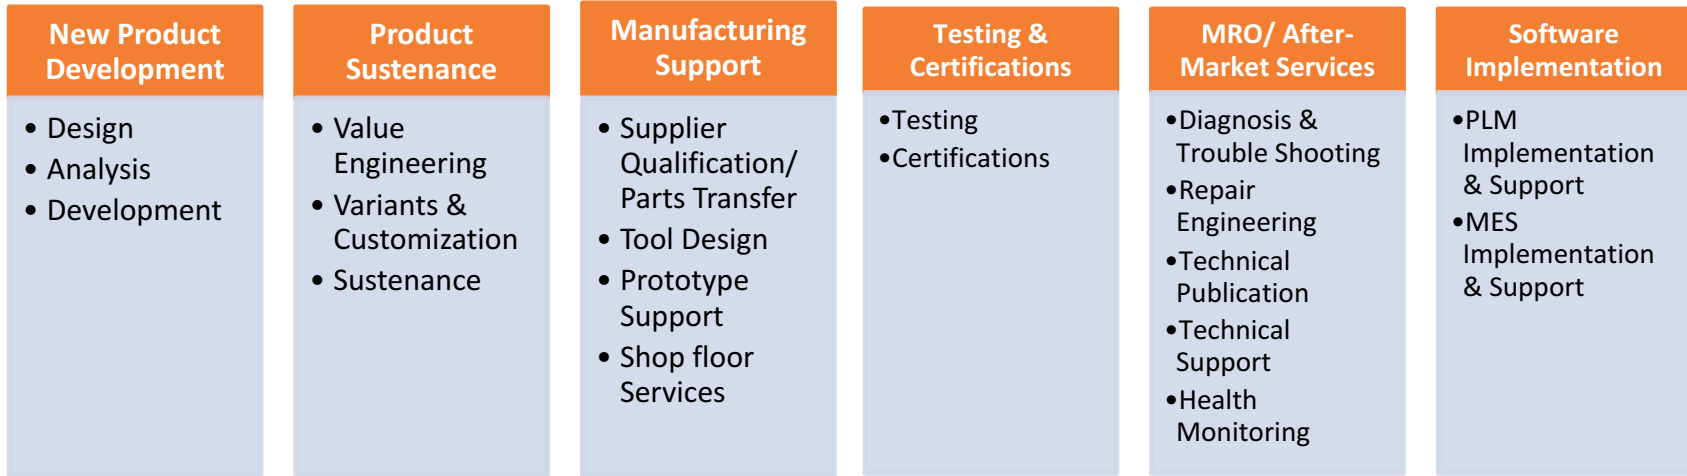 New Product
Development
• Design
• Analysis
• Development
Product
Sustenance
• Value
Engineering
• Variants &
Customization
• Sustenance
Manufacturing
Support
• Supplier
Qualification/
Parts Transfer
• Tool Design
• Prototype
Support
• Shop floor
Services
Testing &
Certifications
•Testing
•Certifications
MRO/ After-
Market Services
•Diagnosis &
Trouble Shooting
•Repair
Engineering
•Technical
Publication
•Technical
Support
•Health
Monitoring
Software
Implementation
•PLM
Implementation
& Support
•MES
Implementation
& Support